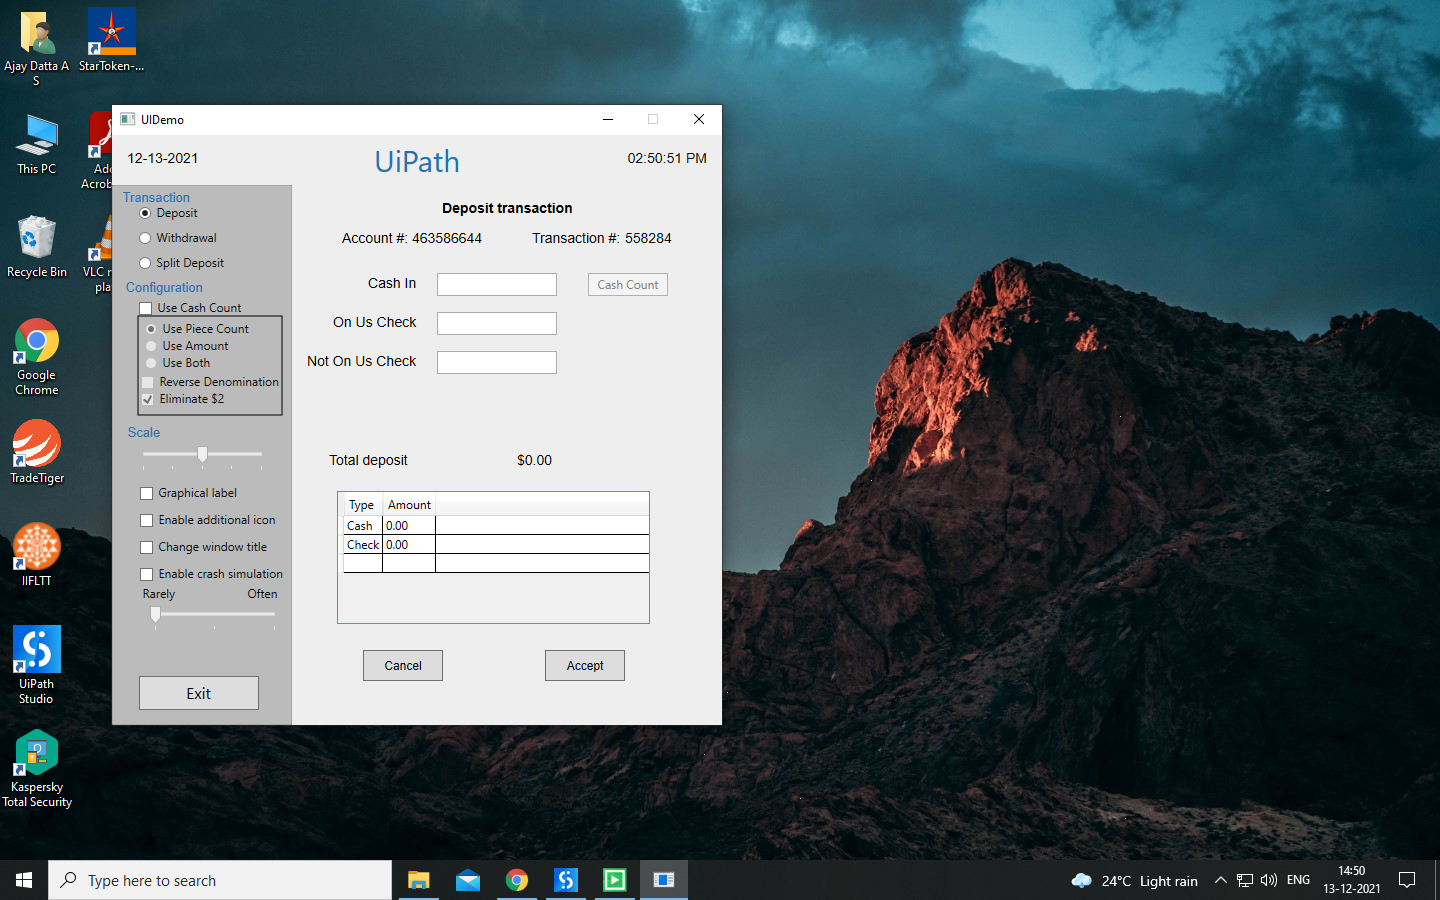 Ajay Datta A S
StarToken-...
This PC
Recycle Bin
VLC
Google Chrome
TradeTiger
IIFLTT
UiPath Studio
Kaspersky Total Security
UIDemo
12-13-2021
UiPath
02:50:51 PM
Transaction
Deposit
Withdrawal
Split Deposit
Configuration
Use Cash Count
Use Piece Count
Use Amount
Use Both
Reverse Denomination
Eliminate $2
Scale
Graphical label
Enable additional icon
Change window title
Enable crash simulation
Rarely Often
Exit
Deposit transaction
Account #: 463586644 Transaction #: 558284
Cash In Cash Count
On Us Check
Not On Us Check
Total deposit $0.00
Type Amount
Cash 0.00
Check 0.00
Cancel Accept
Type here to search
24°C Light rain
ENG
14:50
13-12-2021